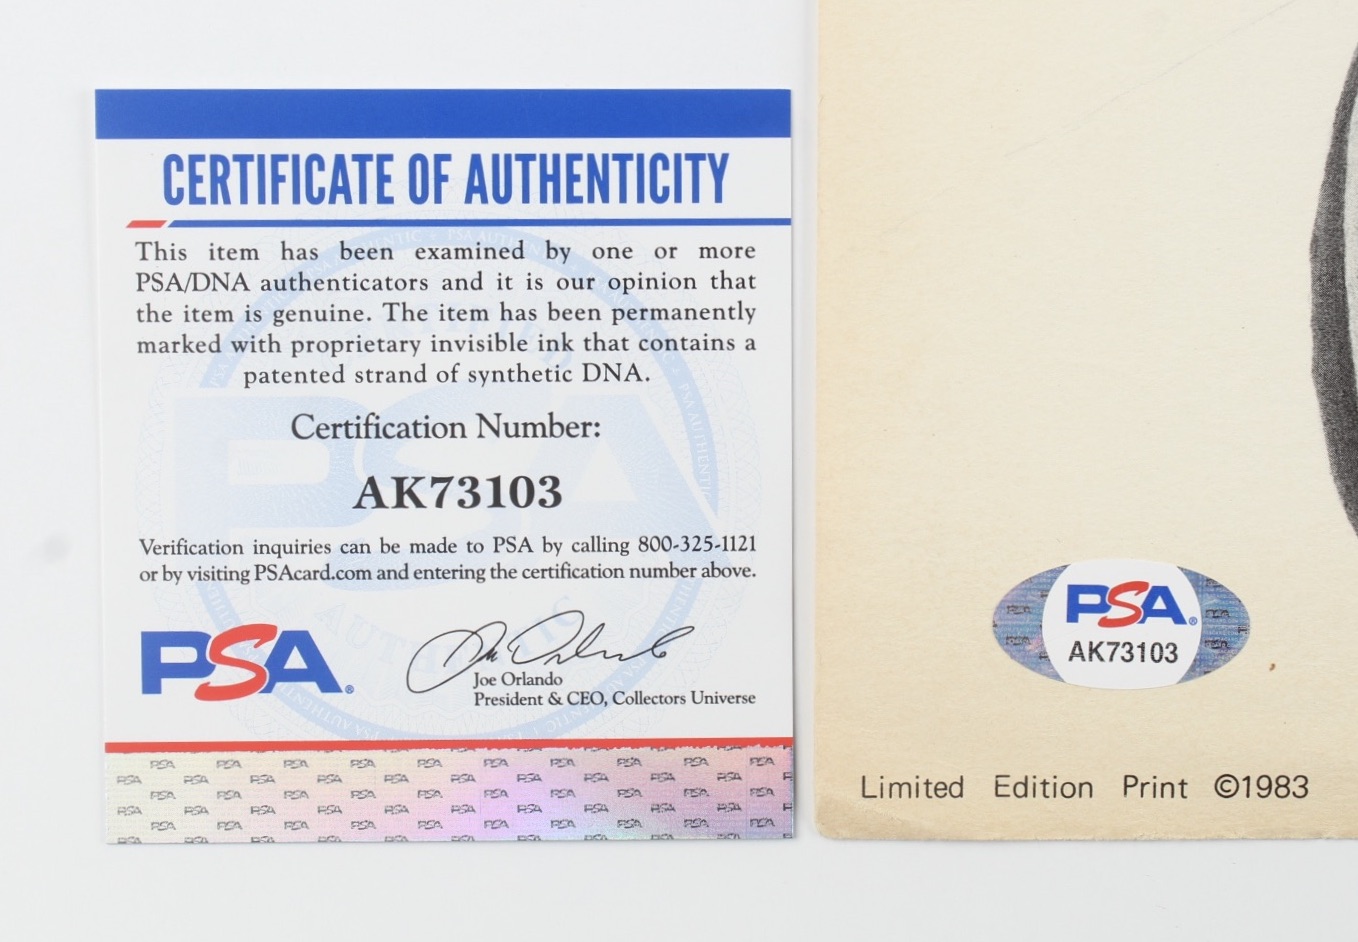 CERTIFICATE OF AUTHENTICITY
This item has been examined by one or more
PSA/DNA authenticators and it is our opinion that
the item is genuine. The item has been permanently
marked with proprietary invisible ink that contains a
patented strand of synthetic DNA.
Certification Number:
AK73103
Verification inquiries can be made to PSA by calling 800-325-1121
or by visiting PSAcard.com and entering the certification number above.
PSA®
Joe Orlando
President & CEO, Collectors Universe
PSA®
AK73103
Limited Edition Print ©1983